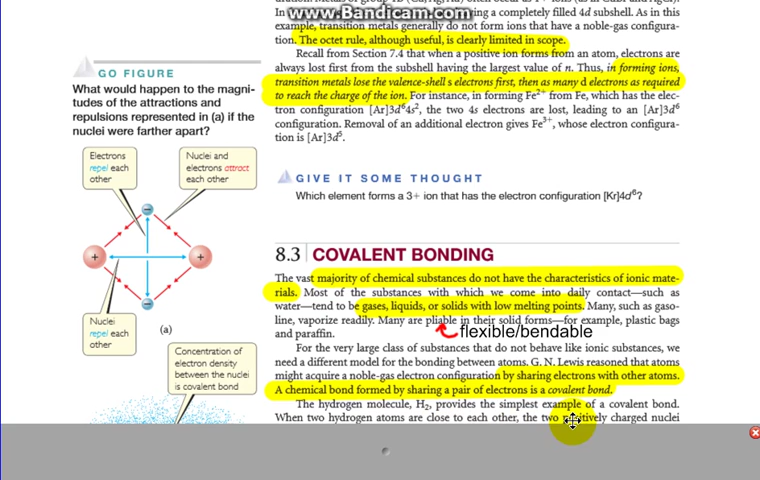 www.Bandicam.com
example, transition metals generally do not form ions that have a noble-gas configura-
tion. The octet rule, although useful, is clearly limited in scope.
Recall from Section 7.4 that when a positive ion forms from an atom, electrons are
always lost first from the subshell having the largest value of n. Thus, in forming ions,
transition metals lose the valence-shell s electrons first, then as many d electrons as required
to reach the charge of the ion. For instance, in forming Fe²⁺ from Fe, which has the elec-
tron configuration [Ar]3d⁶4s², the two 4s electrons are lost, leading to an [Ar]3d⁶
configuration. Removal of an additional electron gives Fe³⁺, whose electron configura-
tion is [Ar]3d⁵.
GIVE IT SOME THOUGHT
Which element forms a 3+ ion that has the electron configuration [Kr]4d⁶?
GO FIGURE
What would happen to the magni-
tudes of the attractions and
repulsions represented in (a) if the
nuclei were farther apart?
Electrons
repel each
other
Nuclei and
electrons attract
each other
−
+
+
−
Nuclei
repel each
other
(a)
Concentration of
electron density
between the nuclei
is covalent bond
8.3 COVALENT BONDING
The vast majority of chemical substances do not have the characteristics of ionic mate-
rials. Most of the substances with which we come into daily contact—such as
water—tend to be gases, liquids, or solids with low melting points. Many, such as gaso-
line, vaporize readily. Many are pliable in their solid forms—for example, plastic bags
and paraffin.
flexible/bendable
For the very large class of substances that do not behave like ionic substances, we
need a different model for the bonding between atoms. G. N. Lewis reasoned that atoms
might acquire a noble-gas electron configuration by sharing electrons with other atoms.
A chemical bond formed by sharing a pair of electrons is a covalent bond.
The hydrogen molecule, H₂, provides the simplest example of a covalent bond.
When two hydrogen atoms are close to each other, the two positively charged nuclei